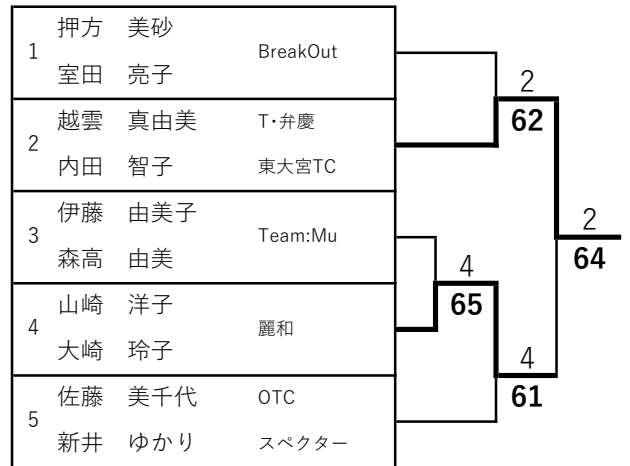 1 押方 美砂 BreakOut
室田 亮子
2 越雲 真由美 T・弁慶
内田 智子 東大宮TC
3 伊藤 由美子 Team:Mu
森高 由美
4 山崎 洋子 麗和
大崎 玲子
5 佐藤 美千代 OTC
新井 ゆかり スペクター
2
62
4
65
4
61
2
64